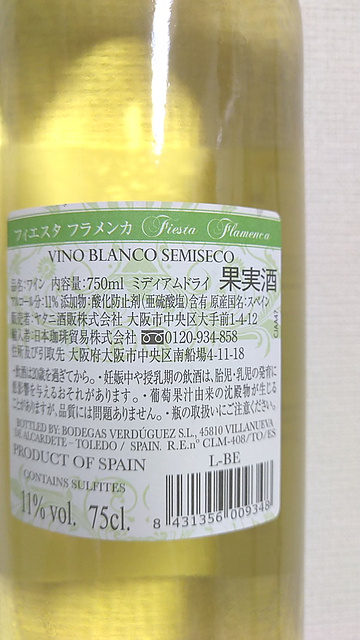 フィエスタ フラメンカ Fiesta Flamenca
VINO BLANCO SEMISECO
品名:ワイン 内容量:750ml ミディアムドライ 果実酒
アルコール分:11% 添加物:酸化防止剤(亜硫酸塩)含有 原産国名:スペイン
販売者:ヤタニ酒販株式会社 大阪市中央区大手前1-4-12
輸入者:日本珈琲貿易株式会社 0120-934-858
住所及び引取先 大阪府大阪市中央区南船場4-11-18
・飲酒は20歳を過ぎてから。・妊娠中や授乳期の飲酒は、胎児・乳児の発育に
悪影響を与えるおそれがあります。・葡萄果汁由来の沈殿物が生じる
ことがありますが、品質には問題ありません。・瓶の取扱いにご注意ください。
CIAM47
BOTTLED BY: BODEGAS VERDÚGUEZ S.L., 45810 VILLANUEVA
DE ALCARDETE – TOLEDO / SPAIN. R.E.nº CLM-408/TO/ES
PRODUCT OF SPAIN L-BE
CONTAINS SULFITES
11% vol. 75cl.
8 431356 009348